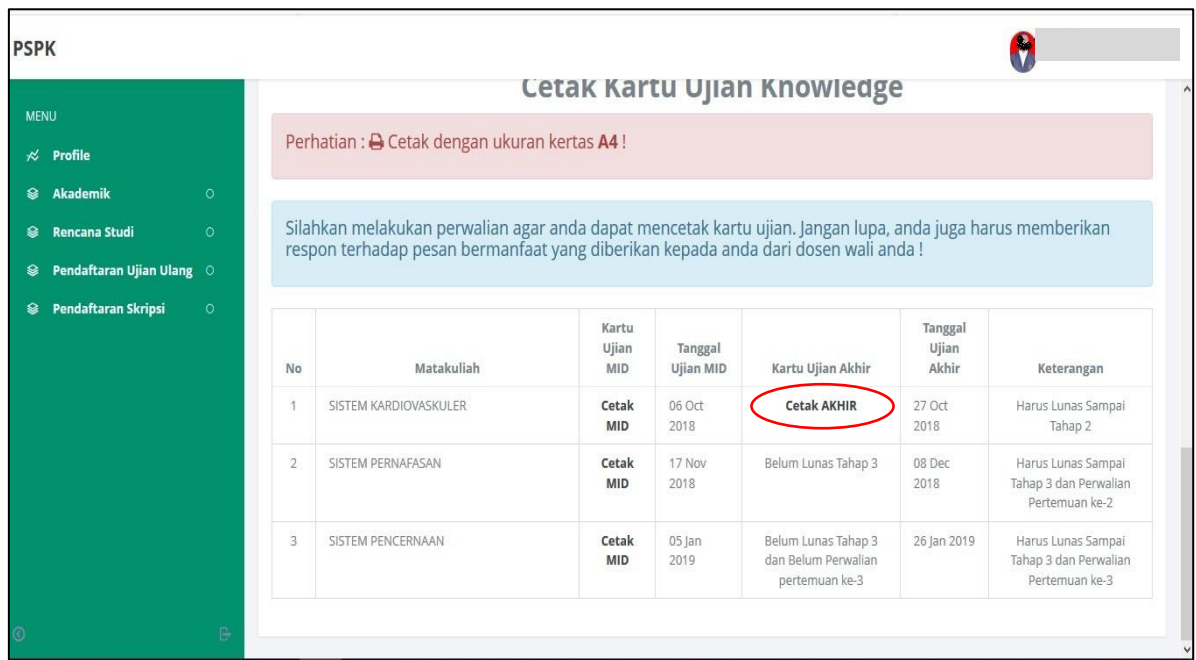 PSPK
Cetak Kartu Ujian Knowledge
MENU
Profile
Akademik
Rencana Studi
Pendaftaran Ujian Ulang
Pendaftaran Skripsi
Perhatian : Cetak dengan ukuran kertas A4 !
Silahkan melakukan perwalian agar anda dapat mencetak kartu ujian. Jangan lupa, anda juga harus memberikan
respon terhadap pesan bermanfaat yang diberikan kepada anda dari dosen wali anda !
No Matakuliah Kartu Ujian MID Tanggal Ujian MID Kartu Ujian Akhir Tanggal Ujian Akhir Keterangan
1 SISTEM KARDIOVASKULER Cetak MID 06 Oct 2018 Cetak AKHIR 27 Oct 2018 Harus Lunas Sampai Tahap 2
2 SISTEM PERNAFASAN Cetak MID 17 Nov 2018 Belum Lunas Tahap 3 08 Dec 2018 Harus Lunas Sampai Tahap 3 dan Perwalian Pertemuan ke-2
3 SISTEM PENCERNAAN Cetak MID 05 Jan 2019 Belum Lunas Tahap 3 dan Belum Perwalian pertemuan ke-3 26 Jan 2019 Harus Lunas Sampai Tahap 3 dan Perwalian Pertemuan ke-3